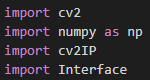 import cv2
import numpy as np
import cv2IP
import Interface